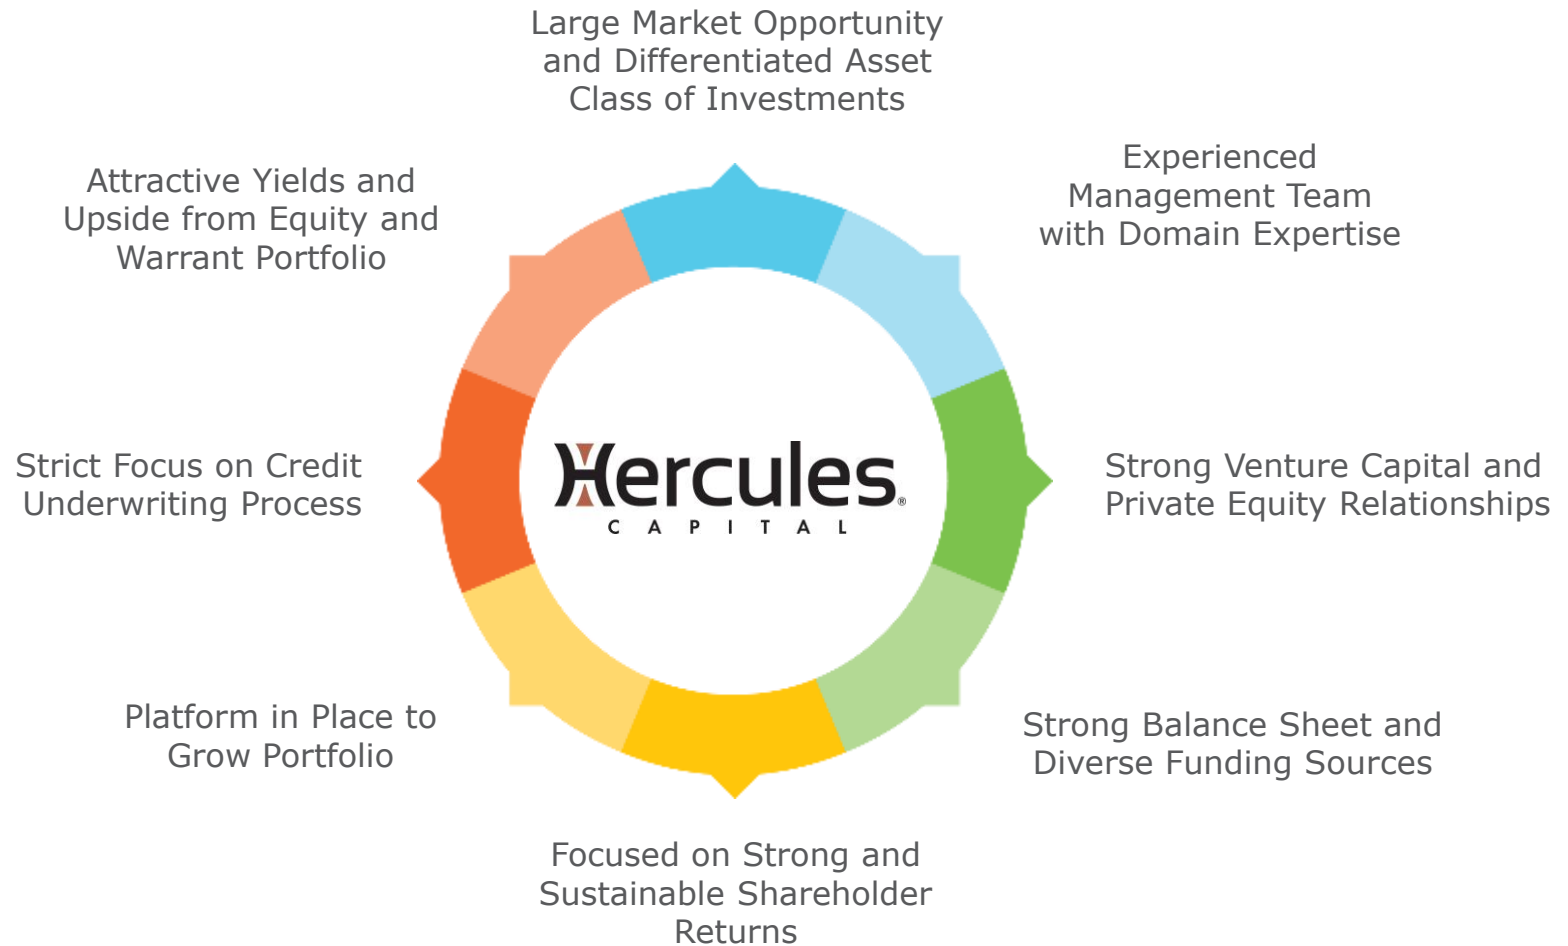 Large Market Opportunity
and Differentiated Asset
Class of Investments
Experienced
Management Team
with Domain Expertise
Attractive Yields and
Upside from Equity and
Warrant Portfolio
Hercules®
CAPITAL
Strict Focus on Credit
Underwriting Process
Strong Venture Capital and
Private Equity Relationships
Platform in Place to
Grow Portfolio
Strong Balance Sheet and
Diverse Funding Sources
Focused on Strong and
Sustainable Shareholder
Returns